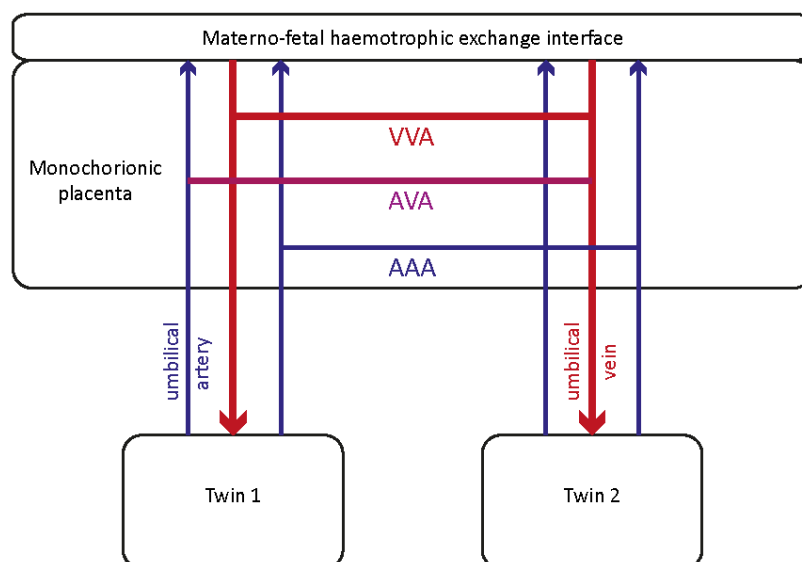 Materno-fetal haemotrophic exchange interface
VVA
Monochorionic
placenta
AVA
AAA
umbilical
artery
umbilical
vein
Twin 1
Twin 2